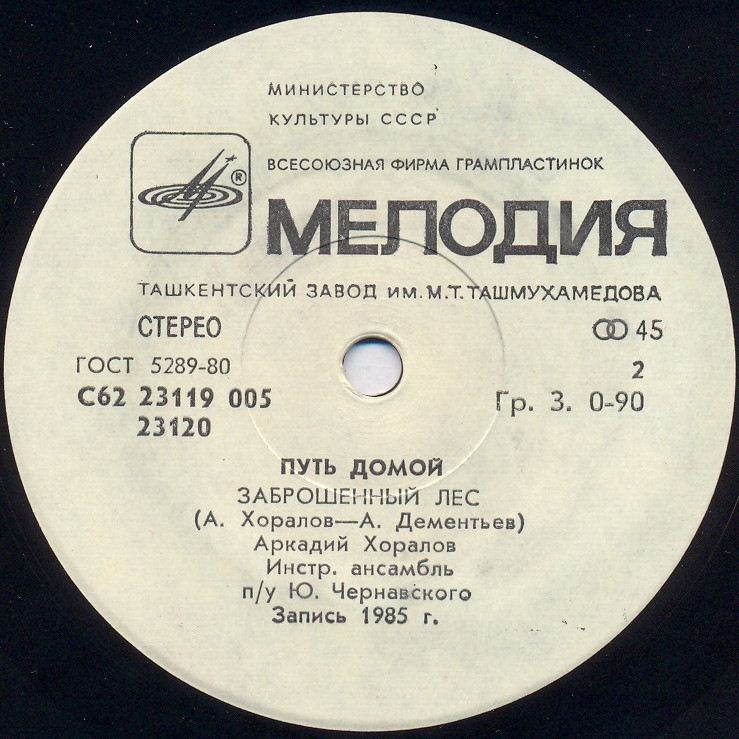 МИНИСТЕРСТВО
КУЛЬТУРЫ СССР
ВСЕСОЮЗНАЯ ФИРМА ГРАМПЛАСТИНОК
®
МЕЛОДИЯ
ТАШКЕНТСКИЙ ЗАВОД ИМ. М.Т. ТАШМУХАМЕДОВА
СТЕРЕО 45
ГОСТ 5289-80 2
С62 23119 005 Гр. 3. 0-90
23120
ПУТЬ ДОМОЙ
ЗАБРОШЕННЫЙ ЛЕС
(А. Хоралов—А. Дементьев)
Аркадий Хоралов
Инстр. ансамбль
п/у Ю. Чернавского
Запись 1985 г.